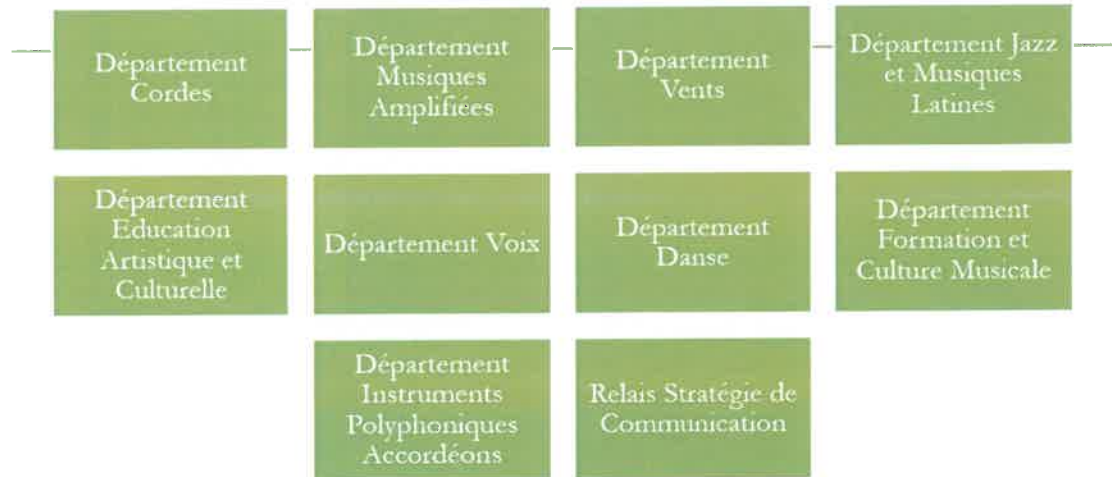 Département
Cordes
Département
Musiques
Amplifiées
Département
Vents
Département Jazz
et Musiques
Latines
Département
Education
Artistique et
Culturelle
Département Voix
Département
Danse
Département
Formation et
Culture Musicale
Département
Instruments
Polyphoniques
Accordéons
Relais Stratégie de
Communication